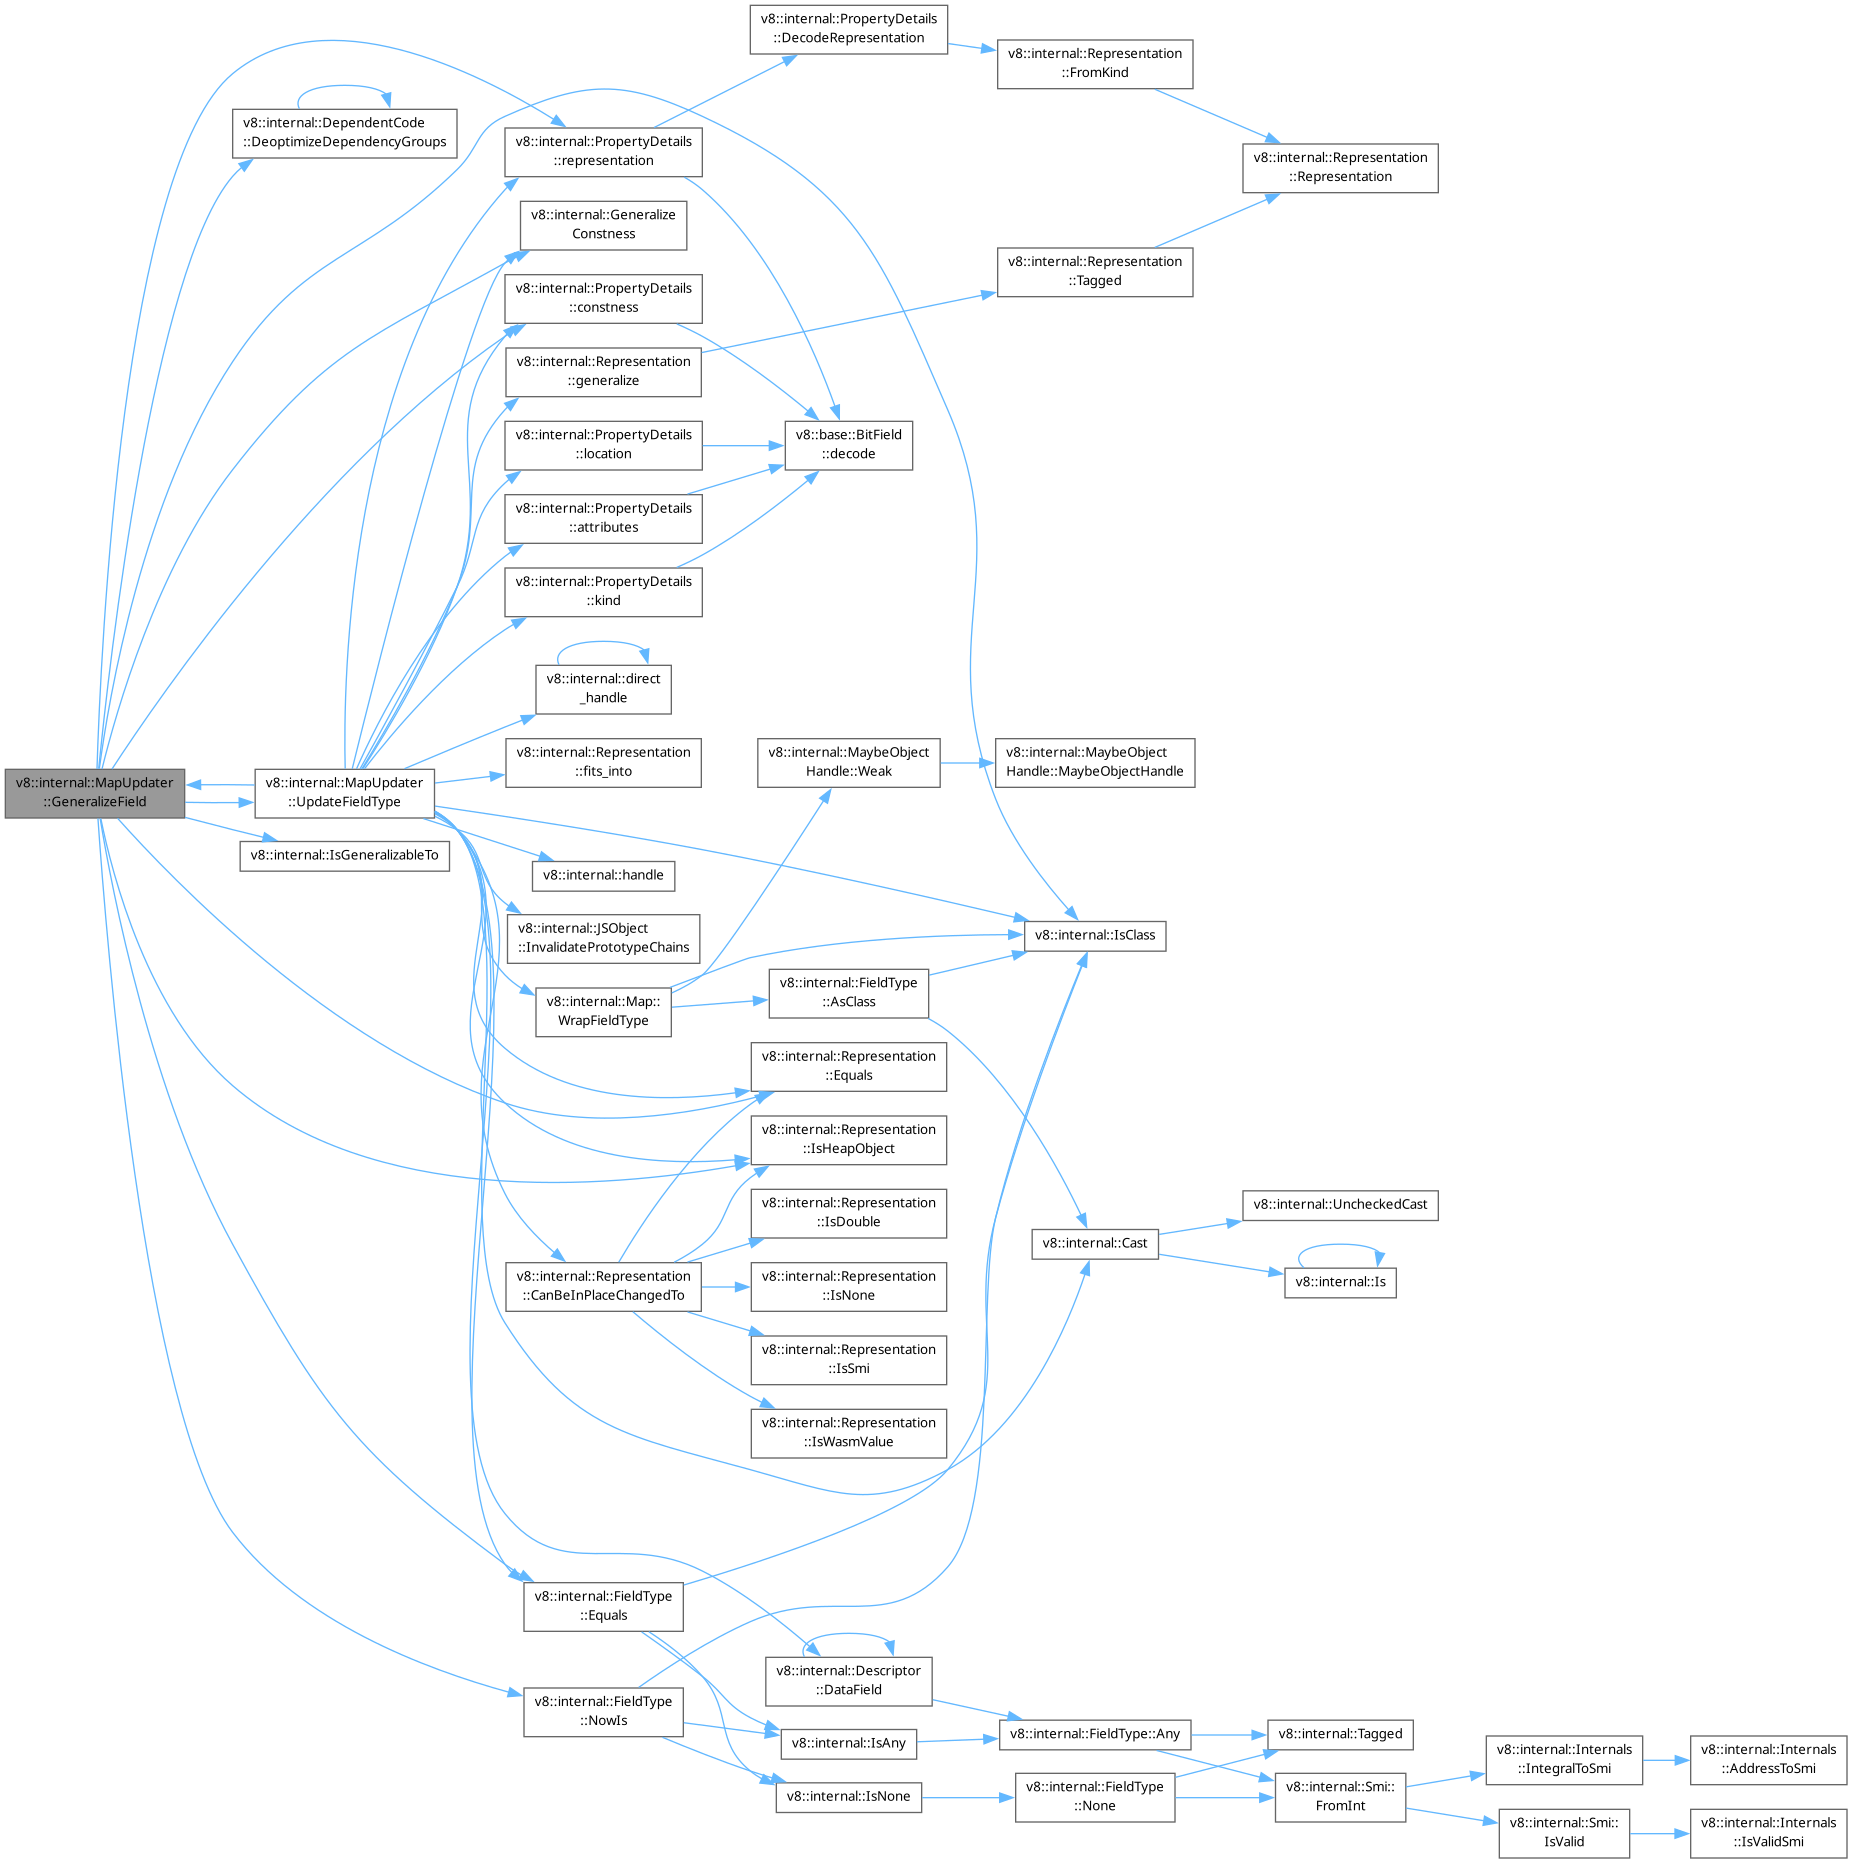 v8::internal::MapUpdater
::GeneralizeField
v8::internal::DependentCode
::DeoptimizeDependencyGroups
v8::internal::MapUpdater
::UpdateFieldType
v8::internal::IsGeneralizableTo
v8::internal::PropertyDetails
::representation
v8::internal::Generalize
Constness
v8::internal::PropertyDetails
::constness
v8::internal::Representation
::generalize
v8::internal::PropertyDetails
::location
v8::internal::PropertyDetails
::attributes
v8::internal::PropertyDetails
::kind
v8::internal::direct
_handle
v8::internal::Representation
::fits_into
v8::internal::handle
v8::internal::JSObject
::InvalidatePrototypeChains
v8::internal::Map::
WrapFieldType
v8::internal::Representation
::CanBeInPlaceChangedTo
v8::internal::FieldType
::Equals
v8::internal::FieldType
::NowIs
v8::internal::PropertyDetails
::DecodeRepresentation
v8::base::BitField
::decode
v8::internal::MaybeObject
Handle::Weak
v8::internal::FieldType
::AsClass
v8::internal::Representation
::Equals
v8::internal::Representation
::IsHeapObject
v8::internal::Representation
::IsDouble
v8::internal::Representation
::IsNone
v8::internal::Representation
::IsSmi
v8::internal::Representation
::IsWasmValue
v8::internal::Descriptor
::DataField
v8::internal::IsAny
v8::internal::IsNone
v8::internal::Representation
::FromKind
v8::internal::Representation
::Tagged
v8::internal::MaybeObject
Handle::MaybeObjectHandle
v8::internal::IsClass
v8::internal::Cast
v8::internal::FieldType::Any
v8::internal::FieldType
::None
v8::internal::Representation
::Representation
v8::internal::UncheckedCast
v8::internal::Is
v8::internal::Tagged
v8::internal::Smi::
FromInt
v8::internal::Internals
::IntegralToSmi
v8::internal::Smi::
IsValid
v8::internal::Internals
::AddressToSmi
v8::internal::Internals
::IsValidSmi